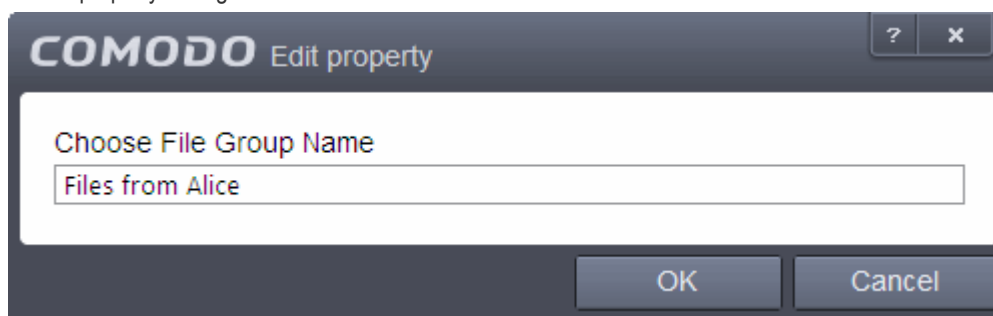 COMODO Edit property
? x
Choose File Group Name
Files from Alice
OK Cancel